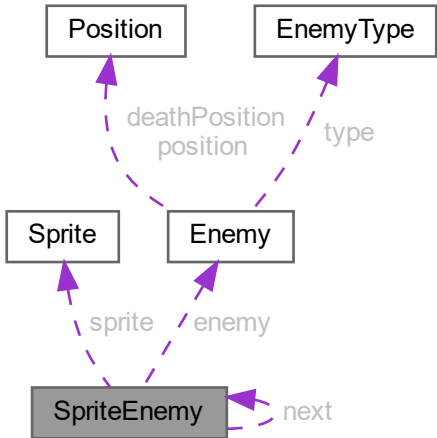 Position
EnemyType
deathPosition
position
type
Sprite
Enemy
sprite
enemy
SpriteEnemy
next